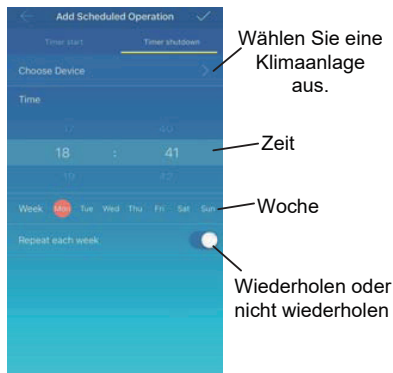 Add Scheduled Operation
Timer start Timer shutdown
Choose Device
Wählen Sie eine
Klimaanlage
aus.
Time
17 40
18 : 41
19 42
Zeit
Week Mon Tue Wed Thu Fri Sat Sun
Woche
Repeat each week
Wiederholen oder
nicht wiederholen